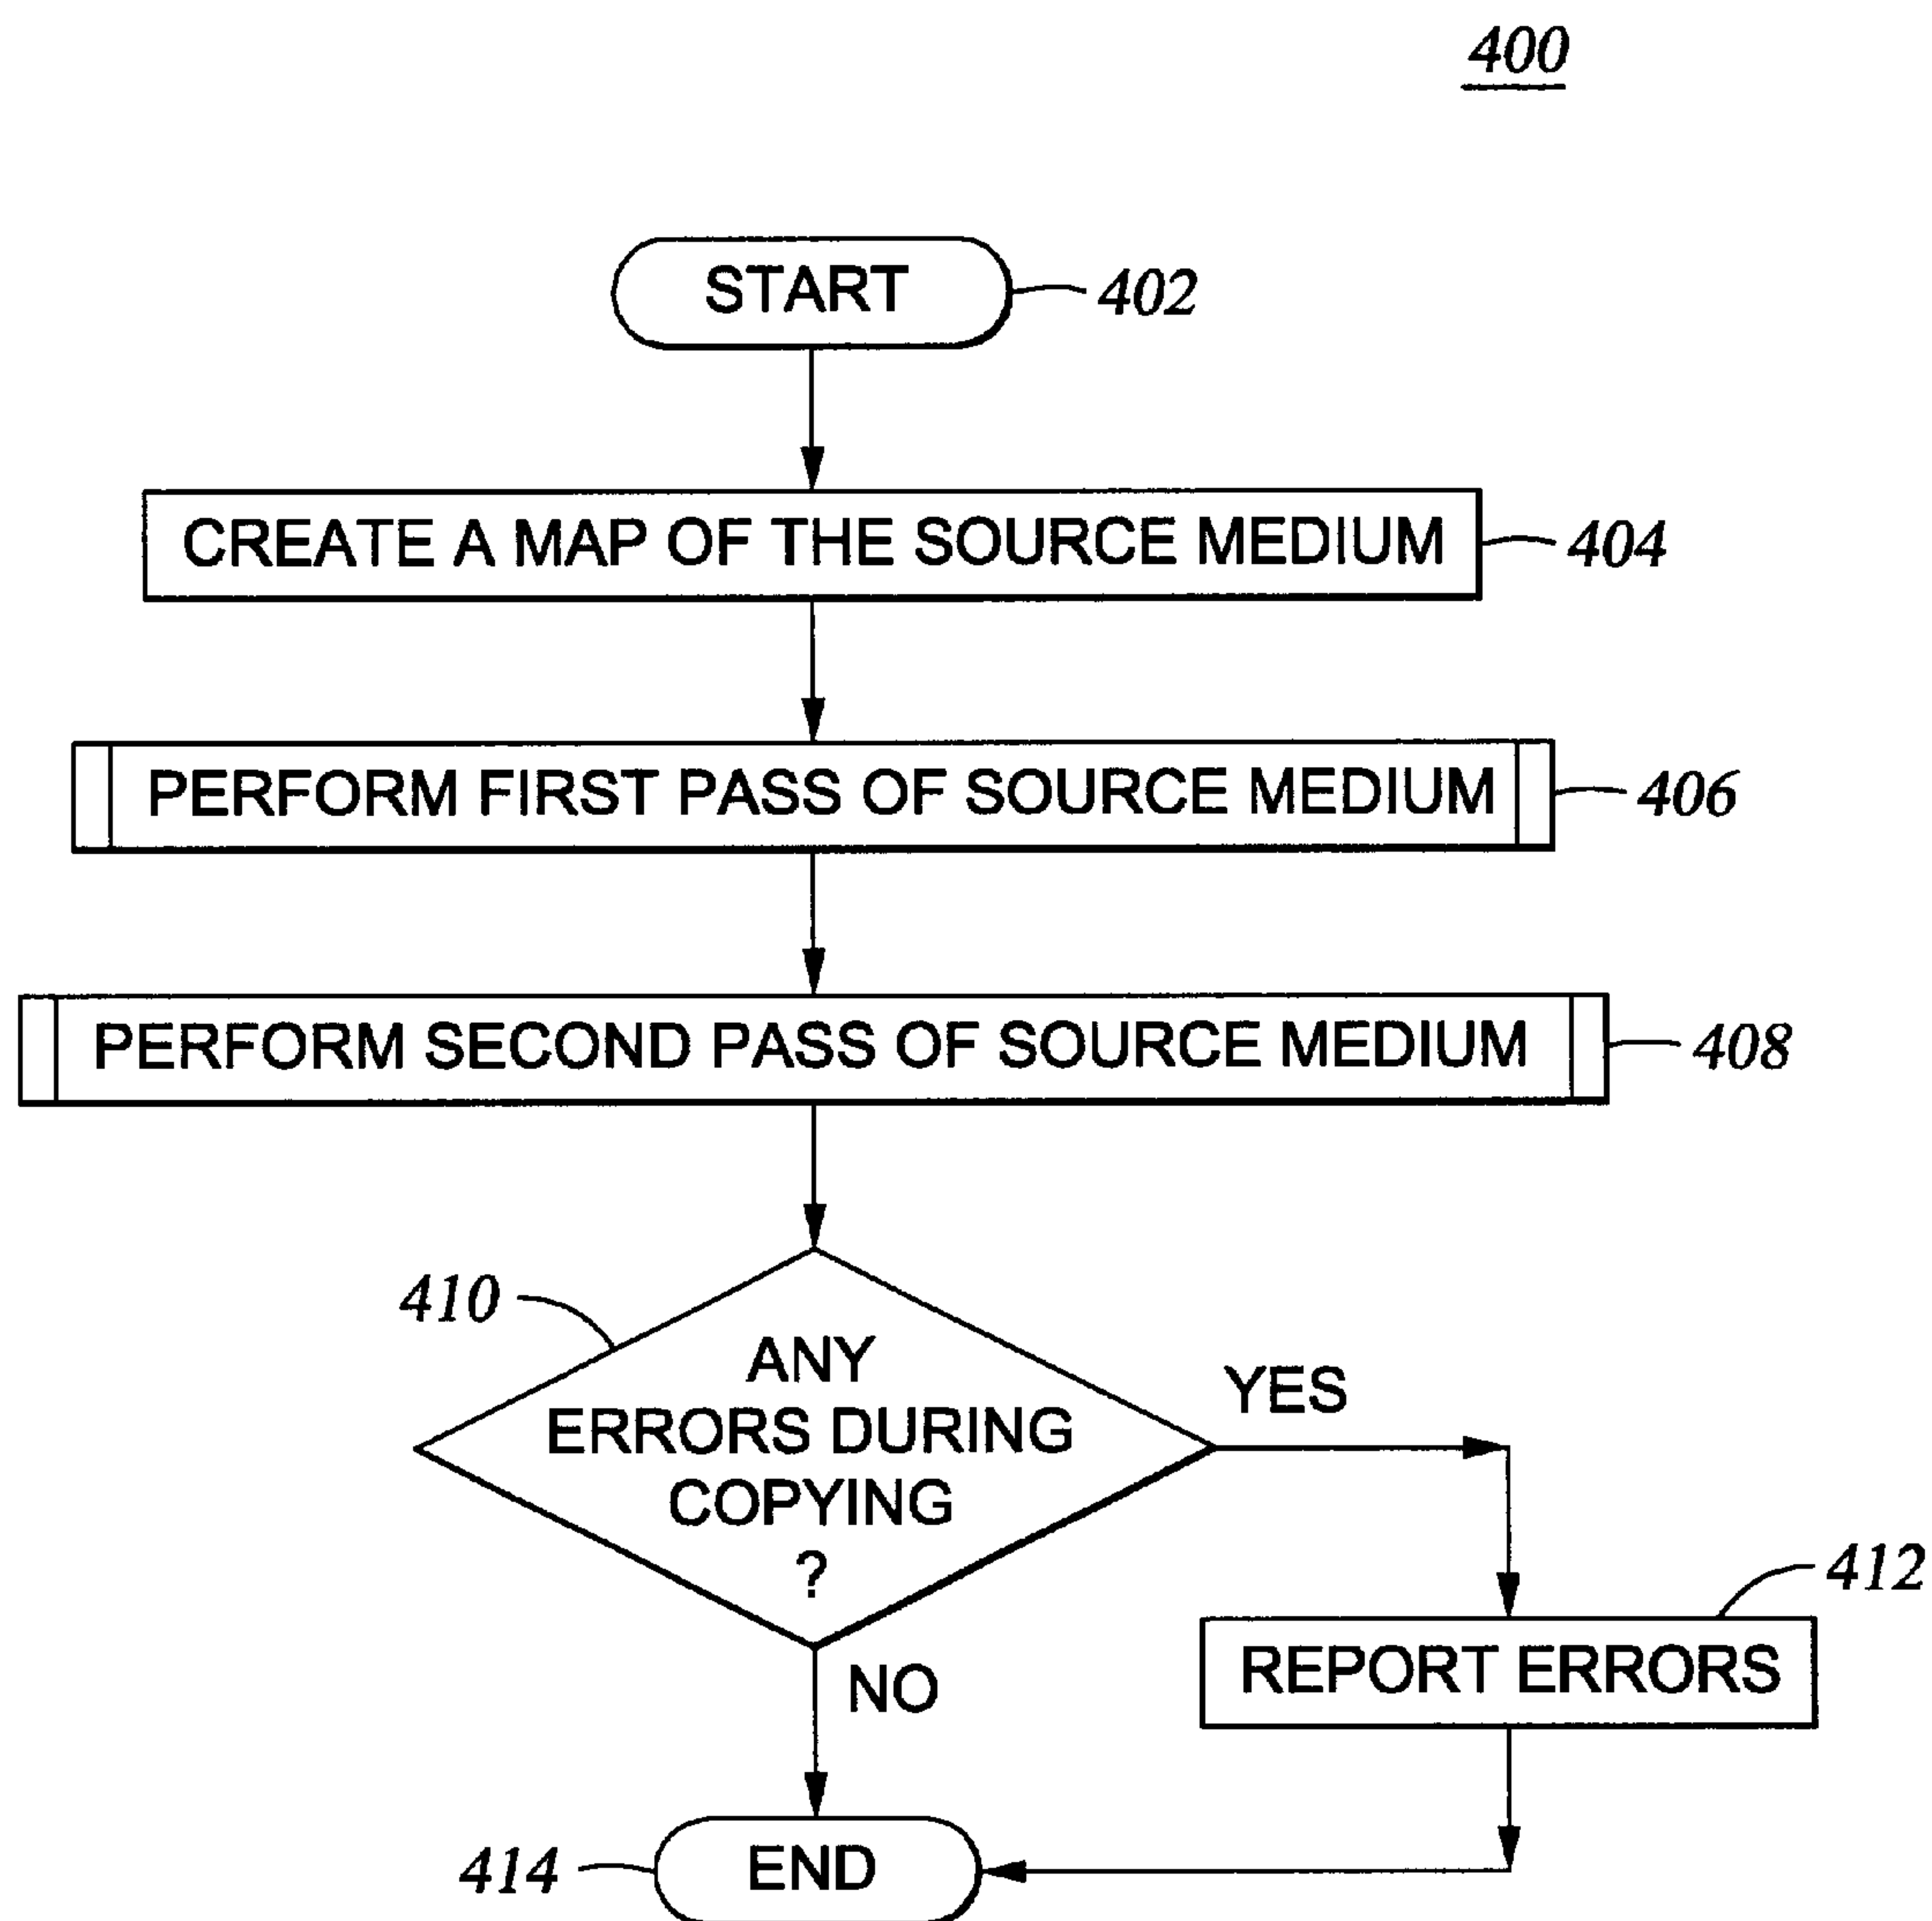 400
START
402
CREATE A MAP OF THE SOURCE MEDIUM
404
PERFORM FIRST PASS OF SOURCE MEDIUM
406
PERFORM SECOND PASS OF SOURCE MEDIUM
408
410
ANY
ERRORS DURING
COPYING
?
YES
412
REPORT ERRORS
NO
414
END